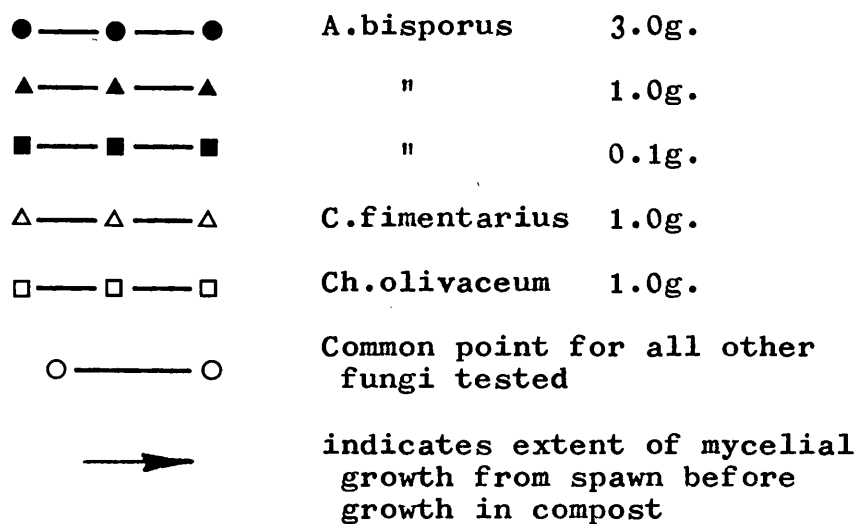 A.bisporus 3.0g.
" 1.0g.
" 0.1g.
C.fimentarius 1.0g.
Ch.olivaceum 1.0g.
Common point for all other
fungi tested
indicates extent of mycelial
growth from spawn before
growth in compost